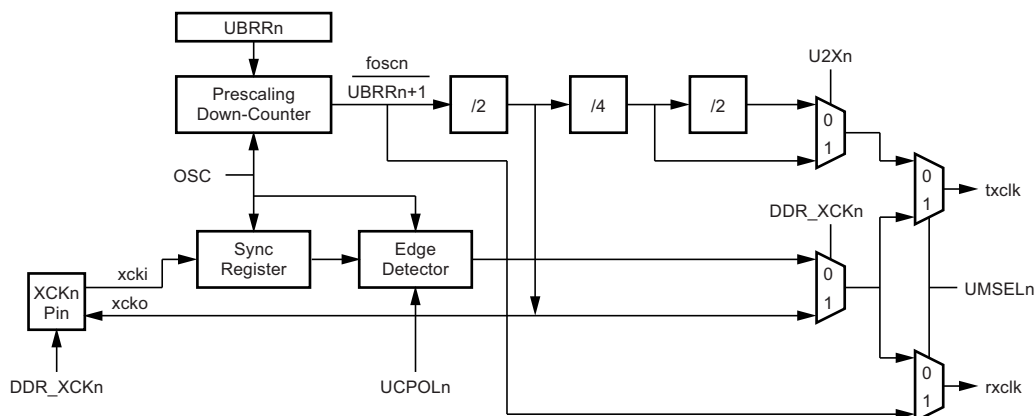 UBRRn
U2Xn
foscn
UBRRn+1
Prescaling
Down-Counter
/2
/4
/2
0
1
OSC
0
1
txclk
DDR_XCKn
Sync
Register
Edge
Detector
0
1
xcki
XCKn
Pin
xcko
UMSELn
DDR_XCKn
UCPOLn
0
1
rxclk